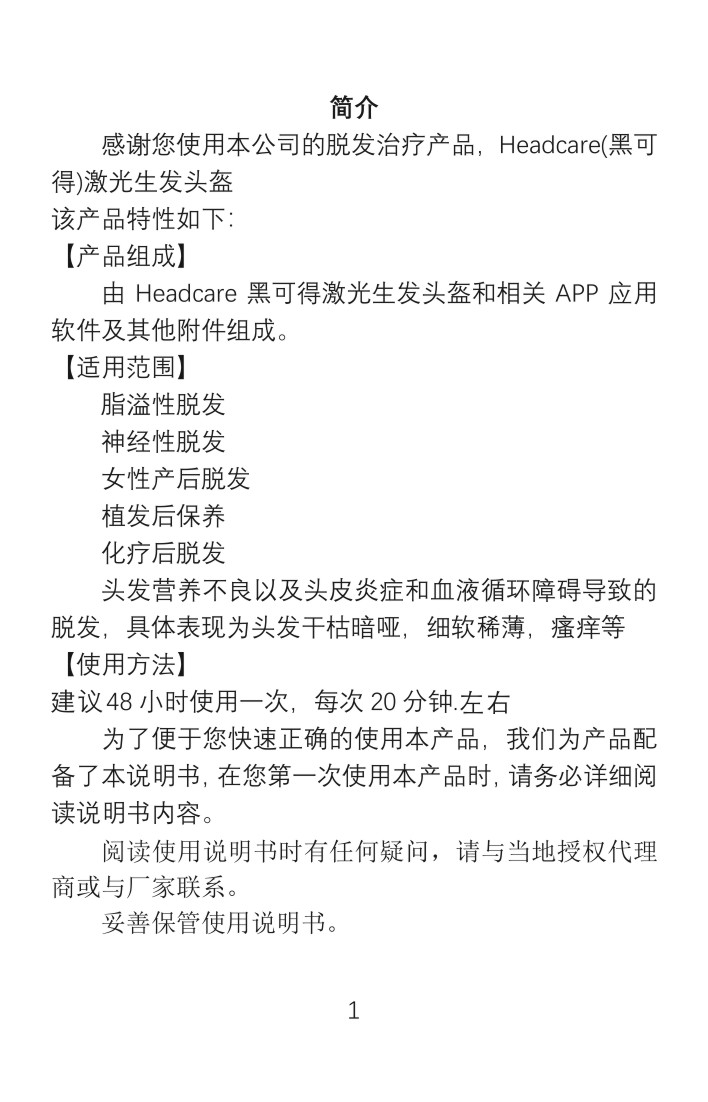 简介
感谢您使用本公司的脱发治疗产品，Headcare(黑可
得)激光生发头盔
该产品特性如下：
【产品组成】
由 Headcare 黑可得激光生发头盔和相关 APP 应用
软件及其他附件组成。
【适用范围】
脂溢性脱发
神经性脱发
女性产后脱发
植发后保养
化疗后脱发
头发营养不良以及头皮炎症和血液循环障碍导致的
脱发，具体表现为头发干枯暗哑，细软稀薄，瘙痒等
【使用方法】
建议48 小时使用一次，每次 20 分钟.左右
为了便于您快速正确的使用本产品，我们为产品配
备了本说明书, 在您第一次使用本产品时, 请务必详细阅
读说明书内容。
阅读使用说明书时有任何疑问，请与当地授权代理
商或与厂家联系。
妥善保管使用说明书。
1